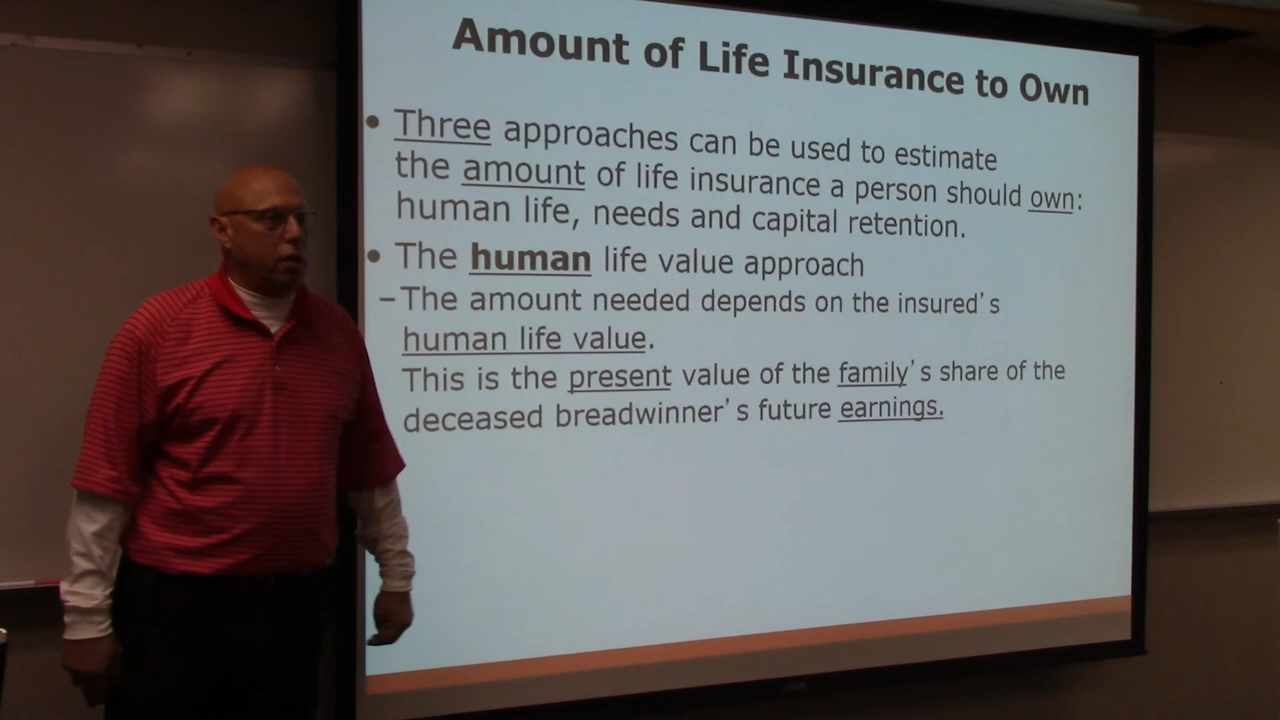 Amount of Life Insurance to Own
• Three approaches can be used to estimate
the amount of life insurance a person should own:
human life, needs and capital retention.
• The human life value approach
– The amount needed depends on the insured's
human life value.
This is the present value of the family's share of the
deceased breadwinner's future earnings.